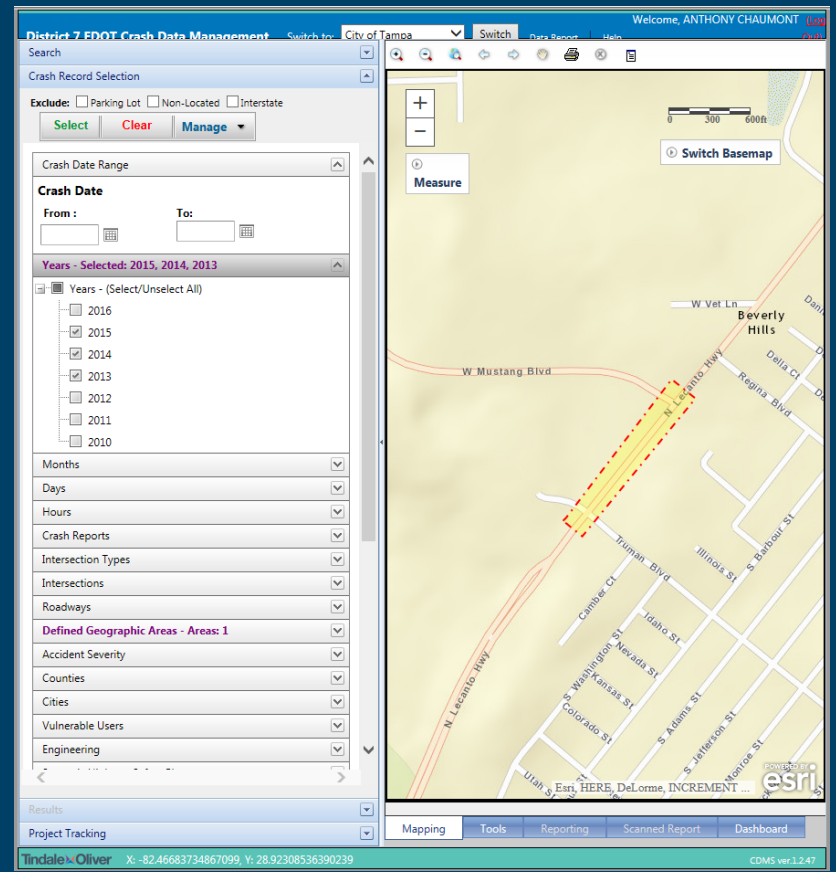 Welcome, ANTHONY CHAUMONT (Log Out)
District 7 FDOT Crash Data Management Switch to: City of Tampa Switch Data Report Help
Search
Crash Record Selection
Exclude: Parking Lot Non-Located Interstate
Select Clear Manage
Crash Date Range
Crash Date
From : To:
Years - Selected: 2015, 2014, 2013
Years - (Select/Unselect All)
2016
2015
2014
2013
2012
2011
2010
Months
Days
Hours
Crash Reports
Intersection Types
Intersections
Roadways
Defined Geographic Areas - Areas: 1
Accident Severity
Counties
Cities
Vulnerable Users
Engineering
Results
Project Tracking
+
−
Measure
0 300 600ft
Switch Basemap
W Vet Ln
Beverly
Hills
W Mustang Blvd
N Lecanto Hwy
Delia Ct
Regina Blvd
Truman Blvd
Illinois St
S Barbour St
Camber Ct
Idaho St
Nevada St
S Washington St
Kansas St
Colorado St
N Lecanto Hwy
S Adams St
S Jefferson St
Monroe St
Utah St
POWERED BY
esri
Esri, HERE, DeLorme, INCREMENT ...
Mapping Tools Reporting Scanned Report Dashboard
Tindale Oliver X: -82.46683734867099, Y: 28.92308536390239 CDMS ver.1.2.47